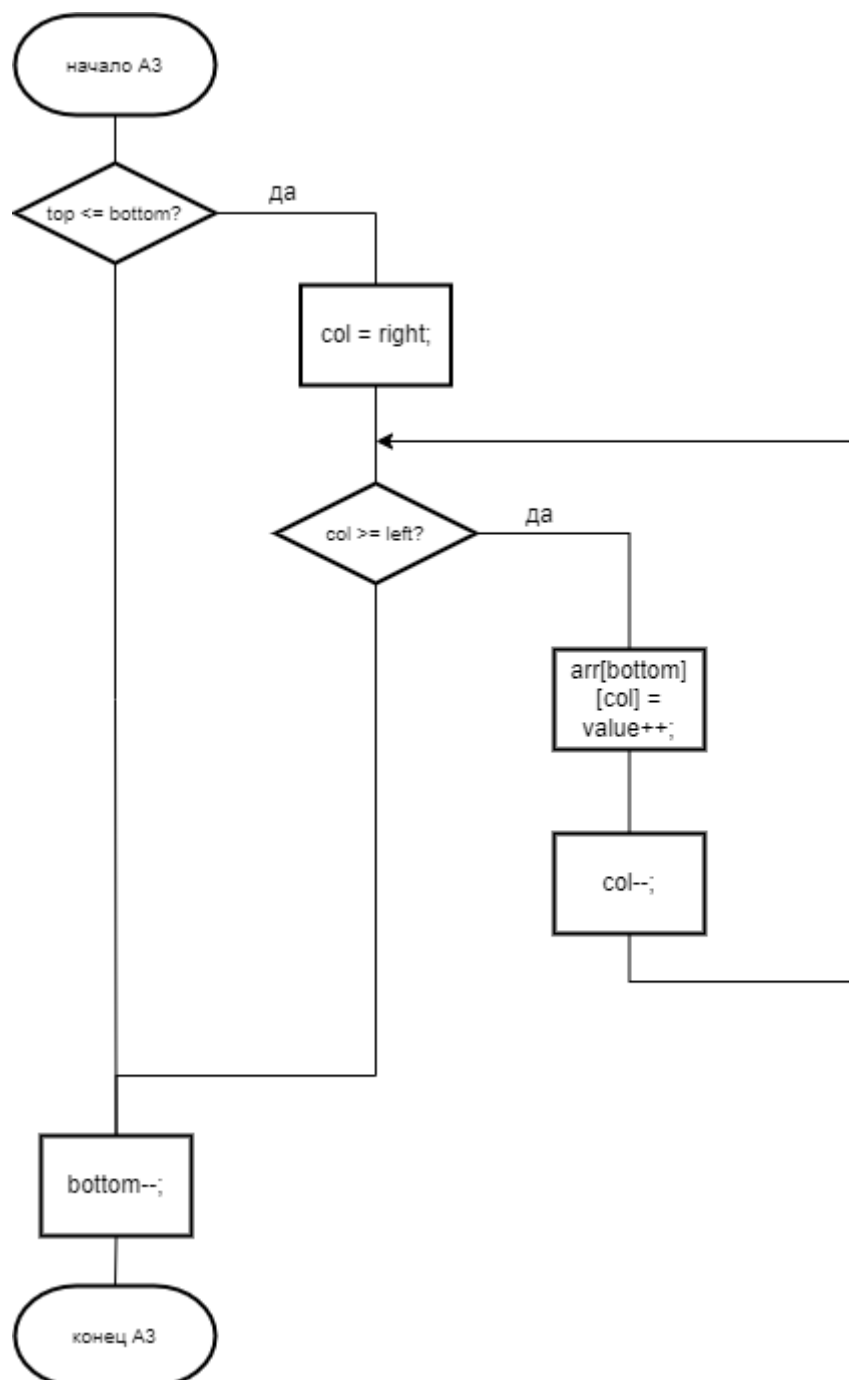 начало А3
top <= bottom?
да
col = right;
col >= left?
да
arr[bottom]
[col] =
value++;
col--;
bottom--;
конец А3